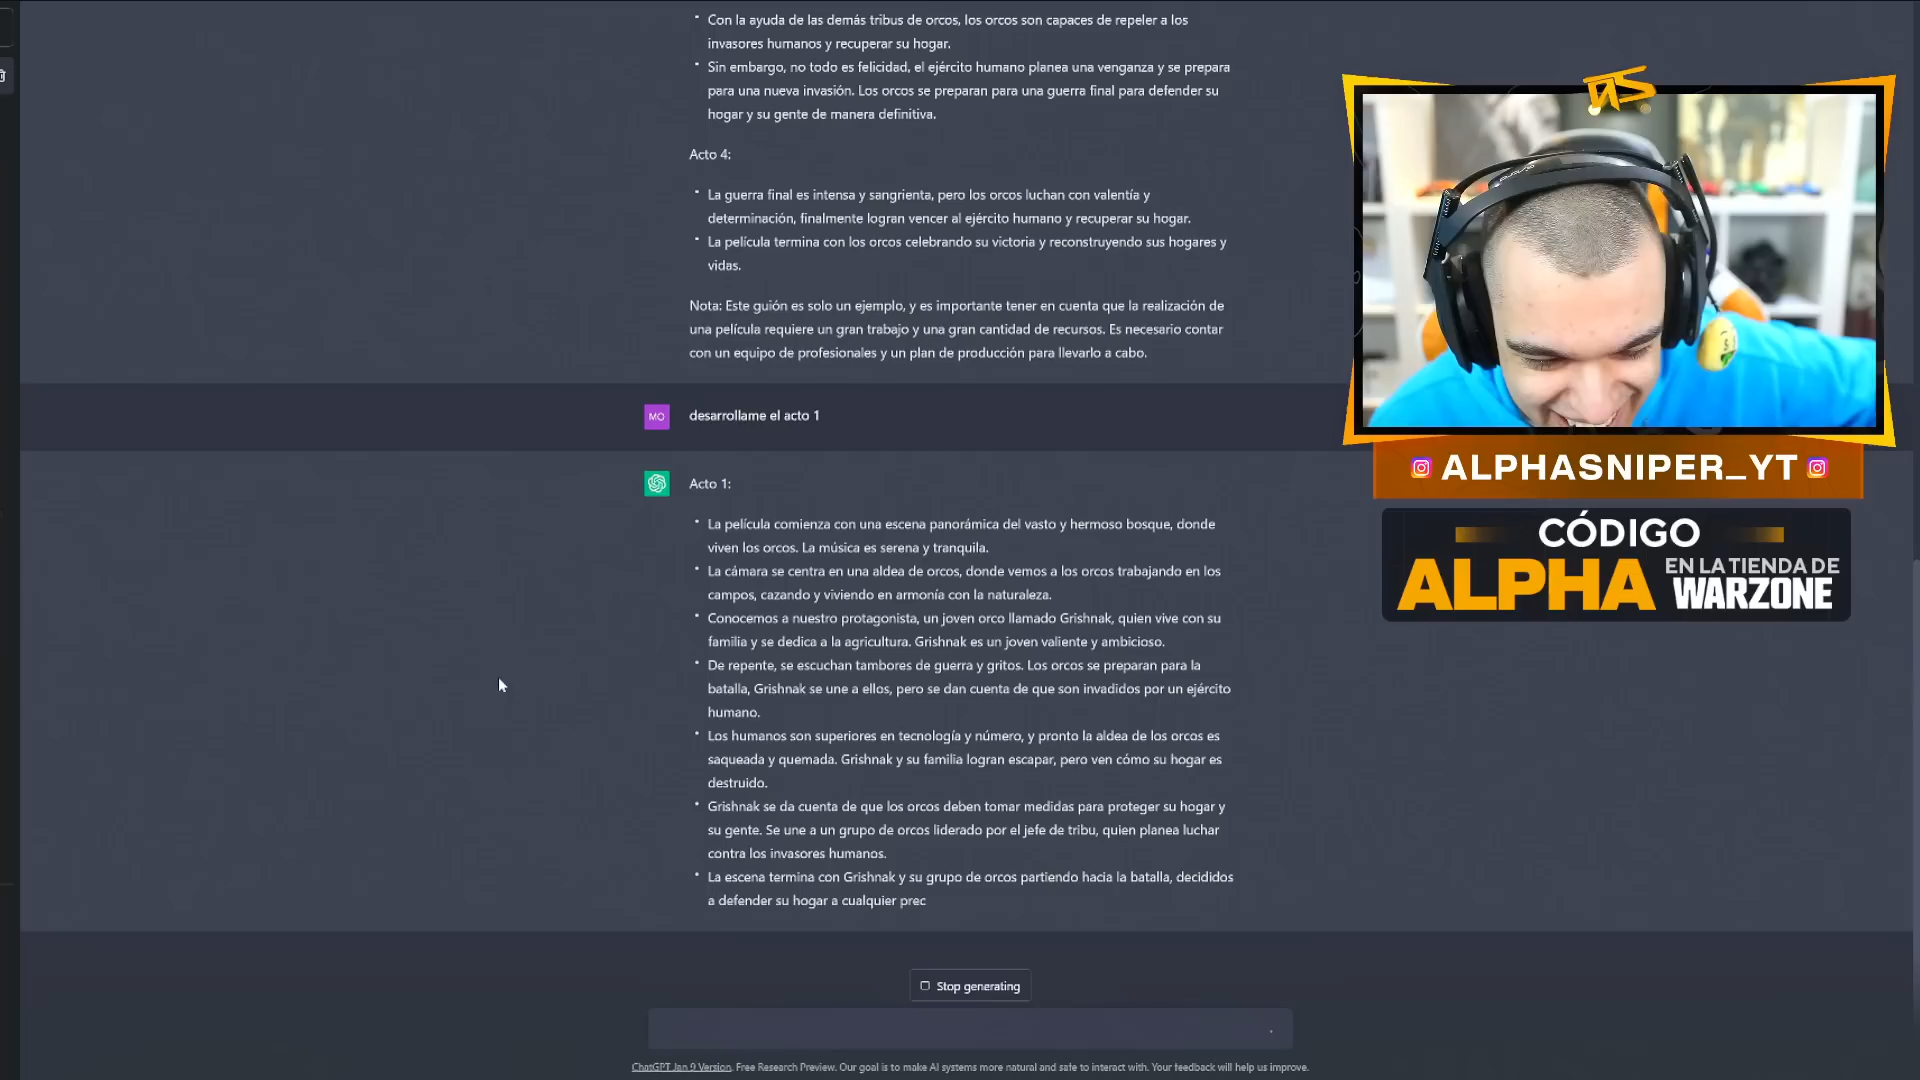 Con la ayuda de las demás tribus de orcos, los orcos son capaces de repeler a los
invasores humanos y recuperar su hogar.
Sin embargo, no todo es felicidad, el ejército humano planea una venganza y se prepara
para una nueva invasión. Los orcos se preparan para una guerra final para defender su
hogar y su gente de manera definitiva.
Acto 4:
La guerra final es intensa y sangrienta, pero los orcos luchan con valentía y
determinación, finalmente logran vencer al ejército humano y recuperar su hogar.
La película termina con los orcos celebrando su victoria y reconstruyendo sus hogares y
vidas.
Nota: Este guión es solo un ejemplo, y es importante tener en cuenta que la realización de
una película requiere un gran trabajo y una gran cantidad de recursos. Es necesario contar
con un equipo de profesionales y un plan de producción para llevarlo a cabo.
MO
desarrollame el acto 1
Acto 1:
La película comienza con una escena panorámica del vasto y hermoso bosque, donde
viven los orcos. La música es serena y tranquila.
La cámara se centra en una aldea de orcos, donde vemos a los orcos trabajando en los
campos, cazando y viviendo en armonía con la naturaleza.
Conocemos a nuestro protagonista, un joven orco llamado Grishnak, quien vive con su
familia y se dedica a la agricultura. Grishnak es un joven valiente y ambicioso.
De repente, se escuchan tambores de guerra y gritos. Los orcos se preparan para la
batalla, Grishnak se une a ellos, pero se dan cuenta de que son invadidos por un ejército
humano.
Los humanos son superiores en tecnología y número, y pronto la aldea de los orcos es
saqueada y quemada. Grishnak y su familia logran escapar, pero ven cómo su hogar es
destruido.
Grishnak se da cuenta de que los orcos deben tomar medidas para proteger su hogar y
su gente. Se une a un grupo de orcos liderado por el jefe de tribu, quien planea luchar
contra los invasores humanos.
La escena termina con Grishnak y su grupo de orcos partiendo hacia la batalla, decididos
a defender su hogar a cualquier prec
Stop generating
ChatGPT Jan 9 Version. Free Research Preview. Our goal is to make AI systems more natural and safe to interact with. Your feedback will help us improve.
AS
ALPHASNIPER_YT
CÓDIGO
ALPHA
EN LA TIENDA DE
WARZONE